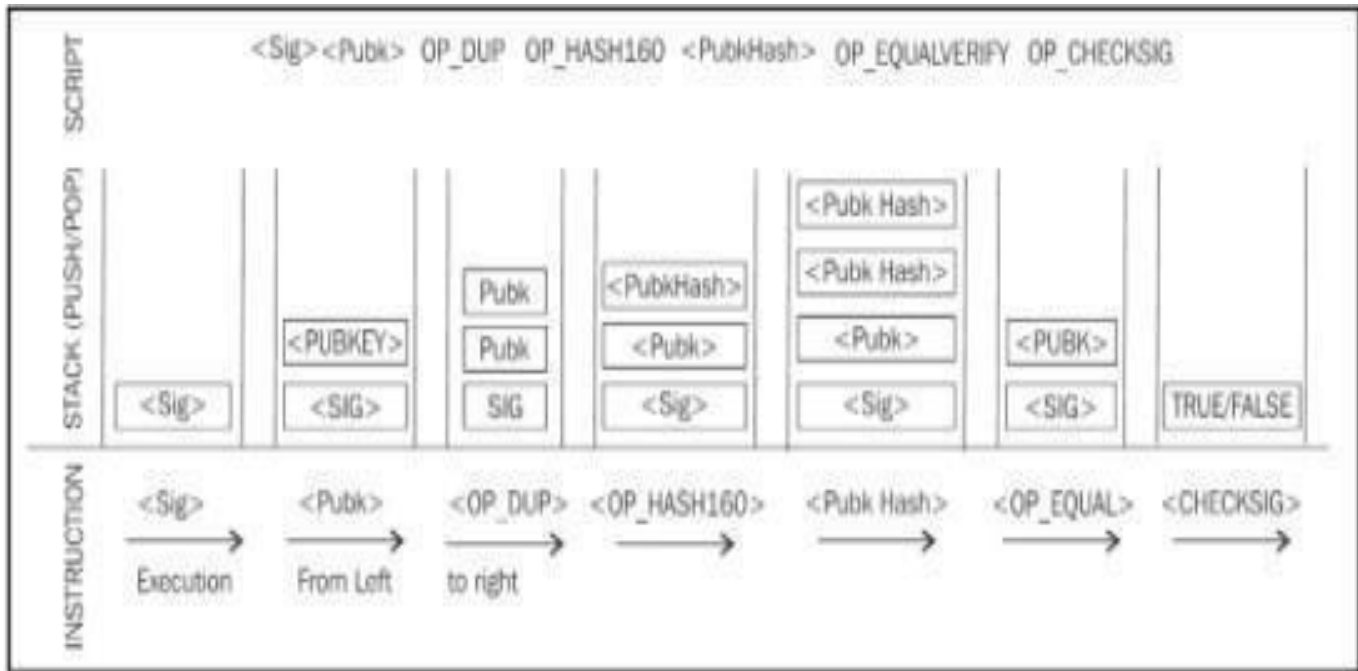 SCRIPT
<Sig> <Pubk> OP_DUP OP_HASH160 <PubkHash> OP_EQUALVERIFY OP_CHECKSIG
STACK (PUSH/POP)
<Sig>
<PUBKEY>
<SIG>
Pubk
Pubk
SIG
<PubkHash>
<Pubk>
<Sig>
<Pubk Hash>
<Pubk Hash>
<Pubk>
<Sig>
<PUBK>
<SIG>
TRUE/FALSE
INSTRUCTION
<Sig> <Pubk> <OP_DUP> <OP_HASH160> <Pubk Hash> <OP_EQUAL> <CHECKSIG>
Execution From Left to right